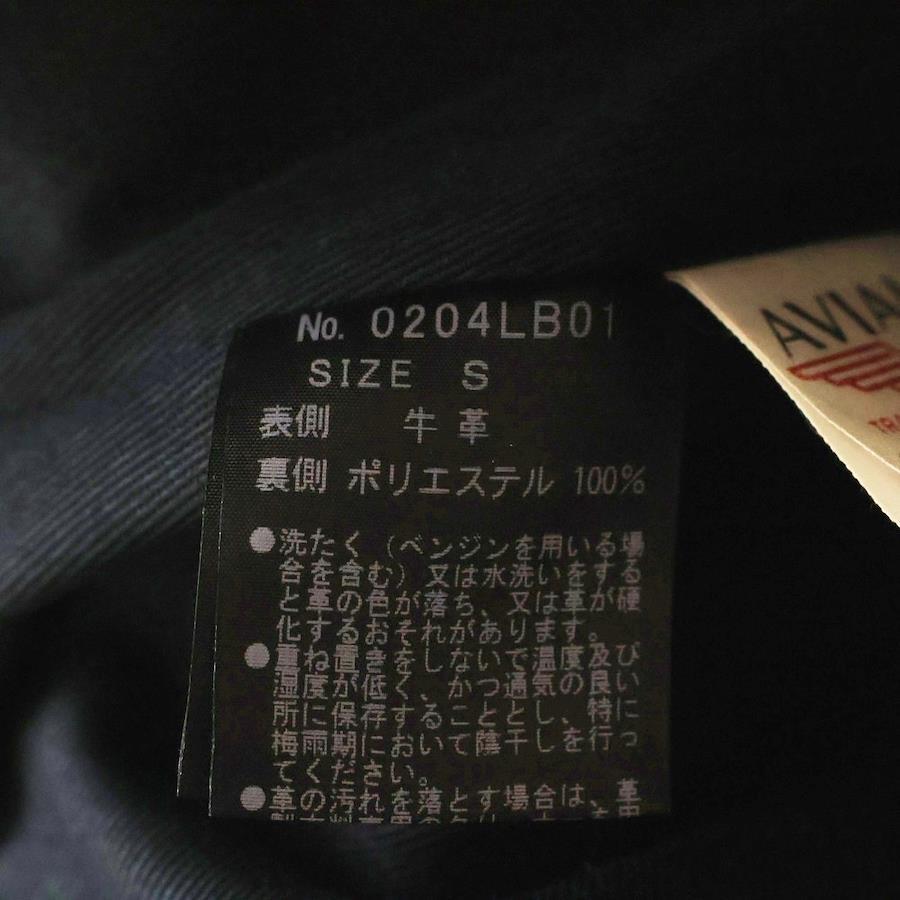 No. 0204LB01
SIZE S
表側 牛革
裏側 ポリエステル 100%
●洗たく(ベンジンを用いる場
合を含む)又は水洗いをする
と革の色が落ち、又は革が硬
化するおそれがあります。
●重ね置きをしないで温度及び
湿度が低く、かつ通気の良い
所に保存することとし、特に
梅雨期において陰干しを行っ
てください。
●革の汚れを落とす場合は、革
AVIA
TRA